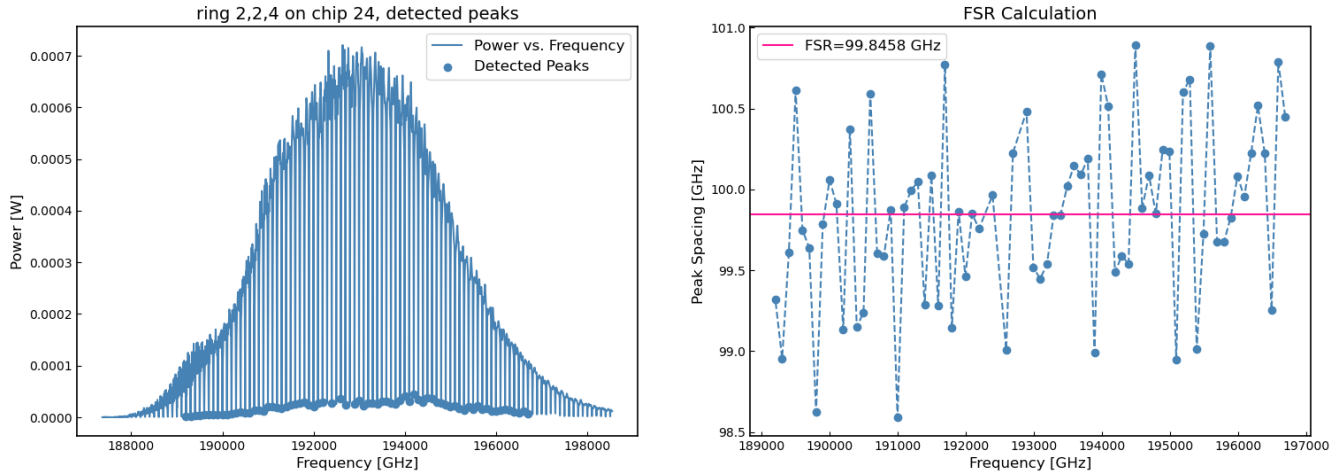 ring 2,2,4 on chip 24, detected peaks
Power vs. Frequency
Detected Peaks
Power [W]
0.0007
0.0006
0.0005
0.0004
0.0003
0.0002
0.0001
0.0000
188000 190000 192000 194000 196000 198000
Frequency [GHz]
FSR Calculation
FSR=99.8458 GHz
Peak Spacing [GHz]
101.0
100.5
100.0
99.5
99.0
98.5
189000 190000 191000 192000 193000 194000 195000 196000 197000
Frequency [GHz]